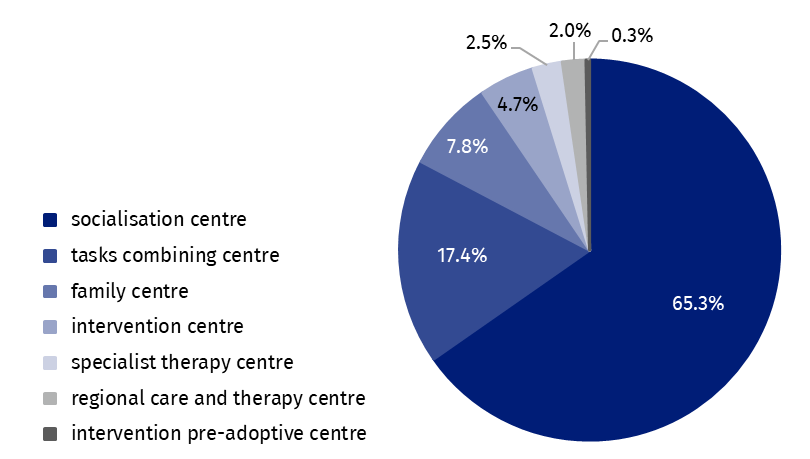 2.0%
0.3%
2.5%
4.7%
7.8%
socialisation centre
tasks combining centre
17.4%
family centre
65.3%
intervention centre
specialist therapy centre
regional care and therapy centre
intervention pre-adoptive centre